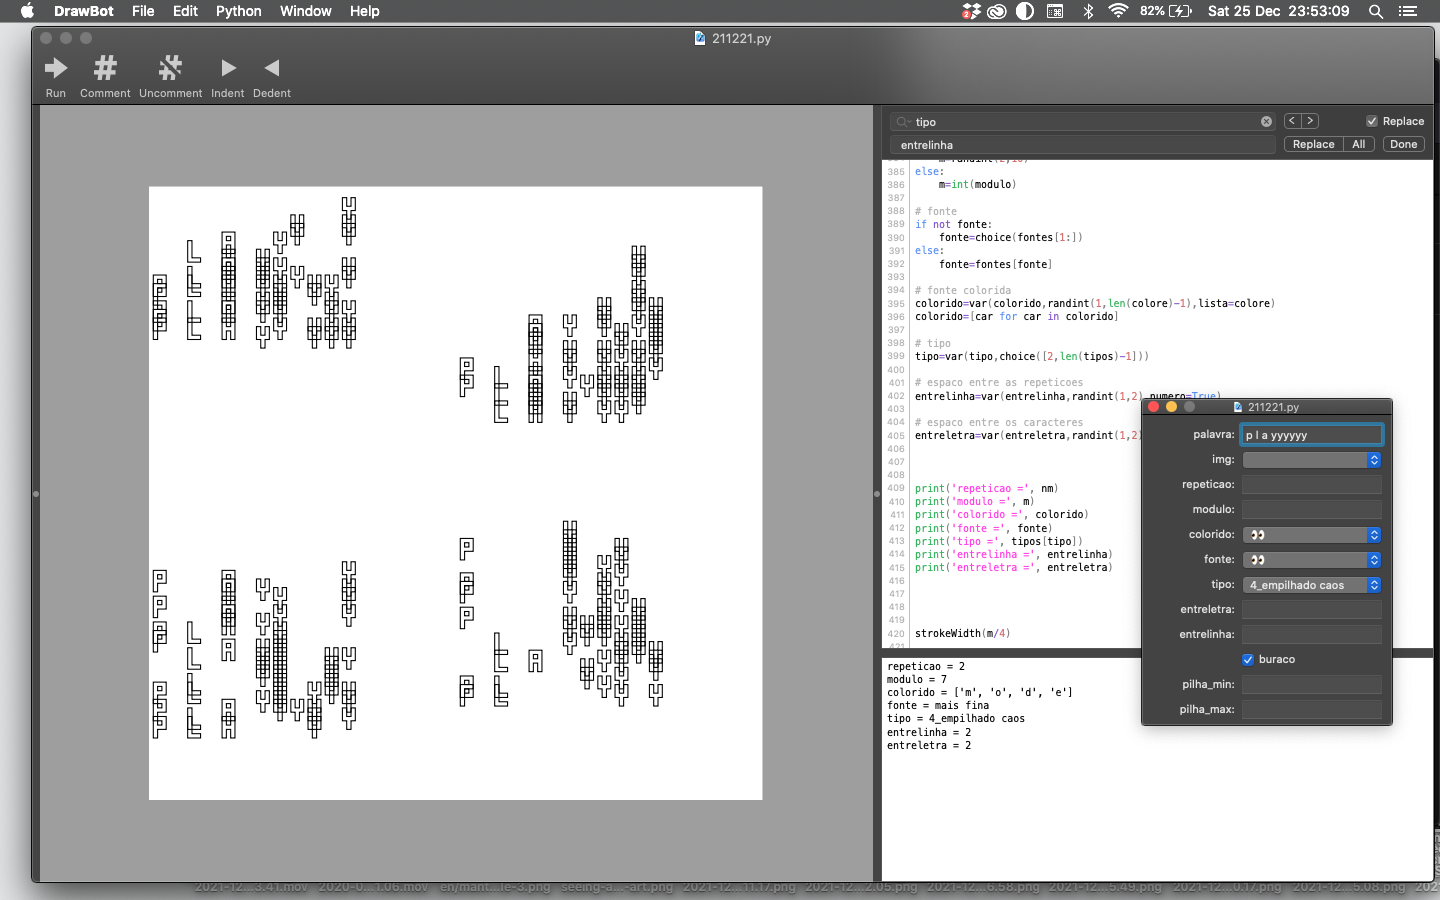 DrawBot File Edit Python Window Help 82% Sat 25 Dec 23:53:09
211221.py
Run Comment Uncomment Indent Dedent
tipo
Replace
entrelinha
Replace All Done
385 else:
386 m=int(modulo)
387
388 # fonte
389 if not fonte:
390 fonte=choice(fontes[1:])
391 else:
392 fonte=fontes[fonte]
393
394 # fonte colorida
395 colorido=var(colorido,randint(1,len(colore)-1),lista=colore)
396 colorido=[car for car in colorido]
397
398 # tipo
399 tipo=var(tipo,choice([2,len(tipos)-1]))
400
401 # espaco entre as repeticoes
402 entrelinha=var(entrelinha,randint(1,2),numero=True)
403
404 # espaco entre os caracteres
405 entreletra=var(entreletra,randint(1,2)
406
407
408
409 print('repeticao =', nm)
410 print('modulo =', m)
411 print('colorido =', colorido)
412 print('fonte =', fonte)
413 print('tipo =', tipos[tipo])
414 print('entrelinha =', entrelinha)
415 print('entreletra =', entreletra)
416
417
418
419
420 strokeWidth(m/4)
421
repeticao = 2
modulo = 7
colorido = ['m', 'o', 'd', 'e']
fonte = mais fina
tipo = 4_empilhado caos
entrelinha = 2
entreletra = 2
211221.py
palavra: p l a yyyyyy
img:
repeticao:
modulo:
colorido: 👀
fonte: 👀
tipo: 4_empilhado caos
entreletra:
entrelinha:
buraco
pilha_min:
pilha_max:
2021-12...3.41.mov 2020-0...1.06.mov en/mant...le-3.png seeing-a...-art.png 2021-12...11.17.png 2021-12...2.05.png 2021-12...6.58.png 2021-12...5.49.png 2021-12...0.17.png 2021-12...5.08.png